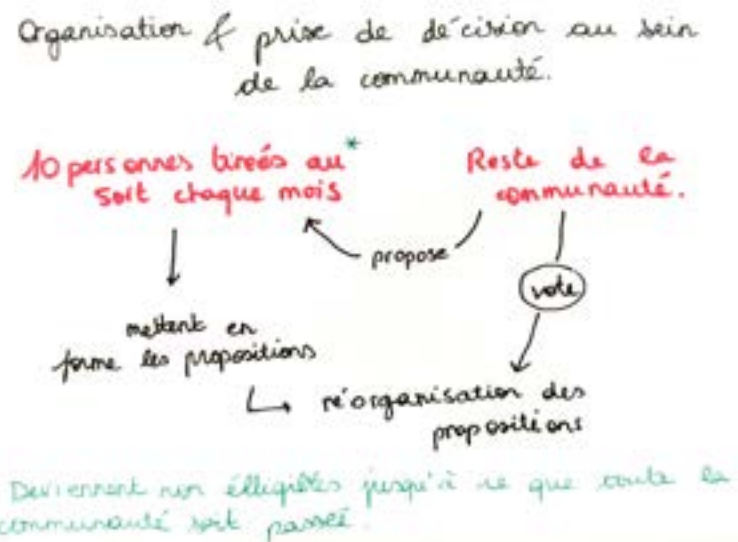 Organisation & prise de décision au sein
de la communauté.
10 personnes tirées au*
sort chaque mois
Reste de la
communauté.
propose
vote
mettent en
forme les propositions
réorganisation des
propositions
Deviennent non élligibles jusqu'à ce que toute la
communauté soit passée.